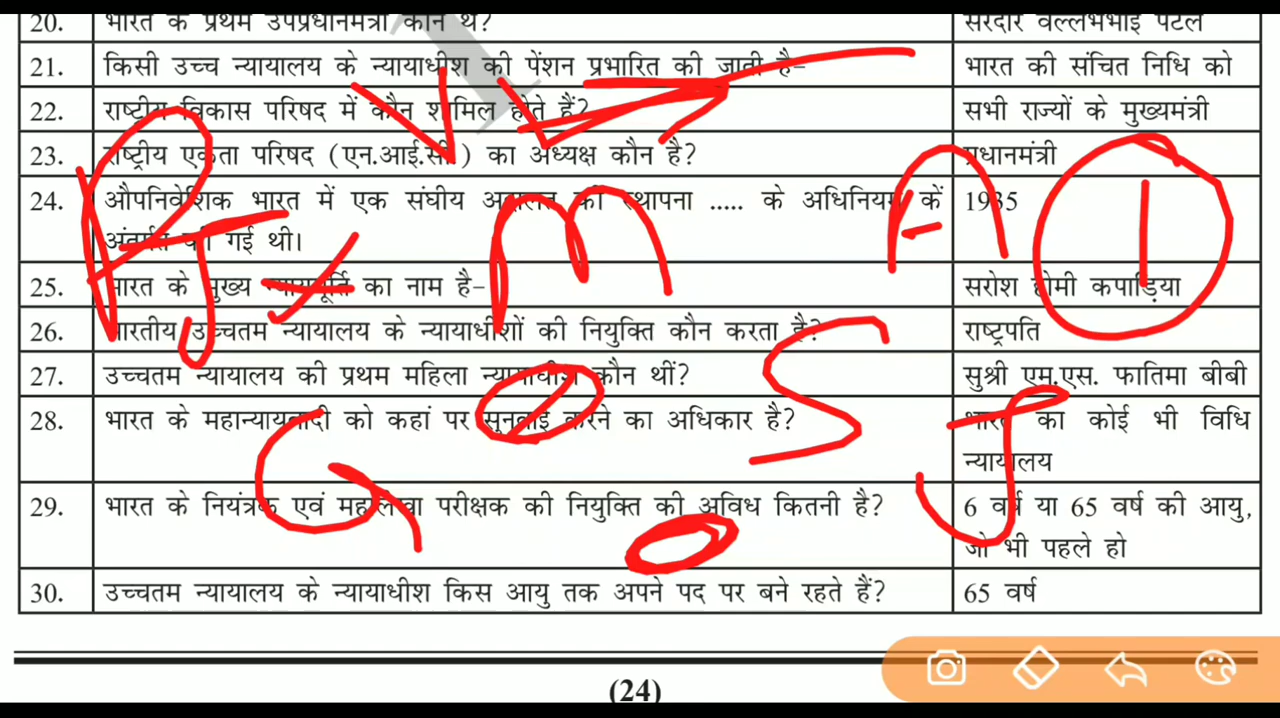 20. भारत के प्रथम उपप्रधानमंत्री कौन थे? सरदार वल्लभभाई पटेल
21. किसी उच्च न्यायालय के न्यायाधीश की पेंशन प्रभारित की जाती है- भारत की संचित निधि को
22. राष्ट्रीय विकास परिषद में कौन शामिल होते हैं? सभी राज्यों के मुख्यमंत्री
23. राष्ट्रीय एकता परिषद (एन.आई.सी.) का अध्यक्ष कौन है? प्रधानमंत्री
24. औपनिवेशिक भारत में एक संघीय अदालत की स्थापना ..... के अधिनियम कें 1935
अंतर्गत की गई थी।
25. भारत के मुख्य न्यायमूर्ति का नाम है- सरोश होमी कपाड़िया
26. भारतीय उच्चतम न्यायालय के न्यायाधीशों की नियुक्ति कौन करता है? राष्ट्रपति
27. उच्चतम न्यायालय की प्रथम महिला न्यायाधीश कौन थीं? सुश्री एम.एस. फातिमा बीबी
28. भारत के महान्यायवादी को कहां पर सुनवाई करने का अधिकार है? भारत का कोई भी विधि
न्यायालय
29. भारत के नियंत्रक एवं महालेखा परीक्षक की नियुक्ति की अविध कितनी है? 6 वर्ष या 65 वर्ष की आयु,
जो भी पहले हो
30. उच्चतम न्यायालय के न्यायाधीश किस आयु तक अपने पद पर बने रहते हैं? 65 वर्ष
(24)